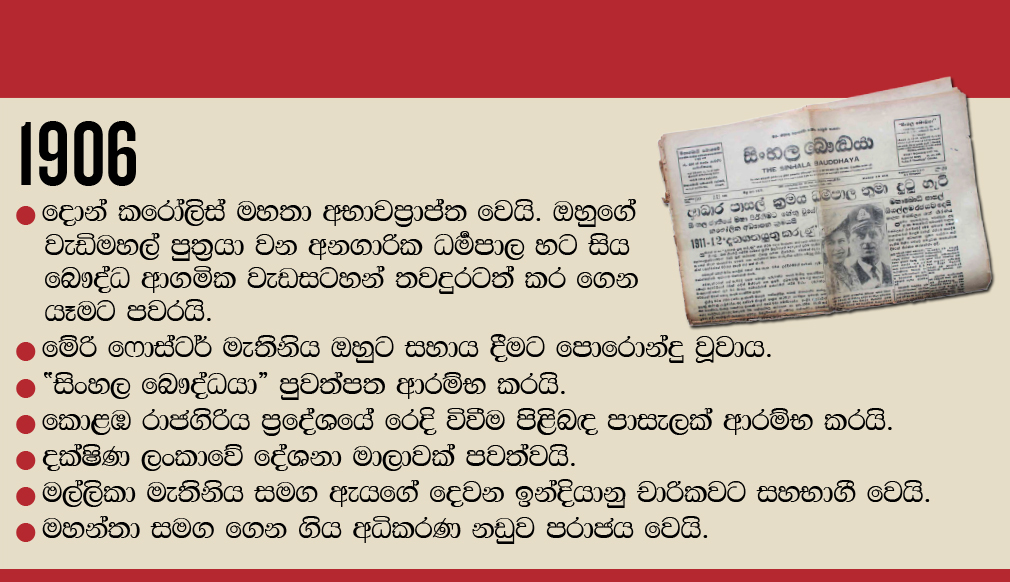 1906
දොන් කරෝලිස් මහතා අභාවප්‍රාප්ත වෙයි. ඔහුගේ
වැඩිමහල් පුත්‍රයා වන අනගාරික ධර්‍මපාල හට සිය
බෞද්ධ ආගමික වැඩසටහන් තවදුරටත් කර ගෙන
යෑමට පවරයි.
මේරි ෆොස්ටර් මැතිනිය ඔහුට සහාය දීමට පොරොන්දු වූවාය.
“සිංහල බෞද්ධයා” පුවත්පත ආරම්භ කරයි.
කොළඹ රාජගිරිය ප්‍රදේශයේ රෙදි විවීම පිළිබඳ පාසැලක් ආරම්භ කරයි.
දක්ෂිණ ලංකාවේ දේශනා මාලාවක් පවත්වයි.
මල්ලිකා මැතිනිය සමග ඇයගේ දෙවන ඉන්දියානු චාරිකවට සහභාගී වෙයි.
මහන්තා සමග ගෙන ගිය අධිකරණ නඩුව පරාජය වෙයි.
සිංහල බෞද්ධයා
THE SINHALA BAUDDHAYA